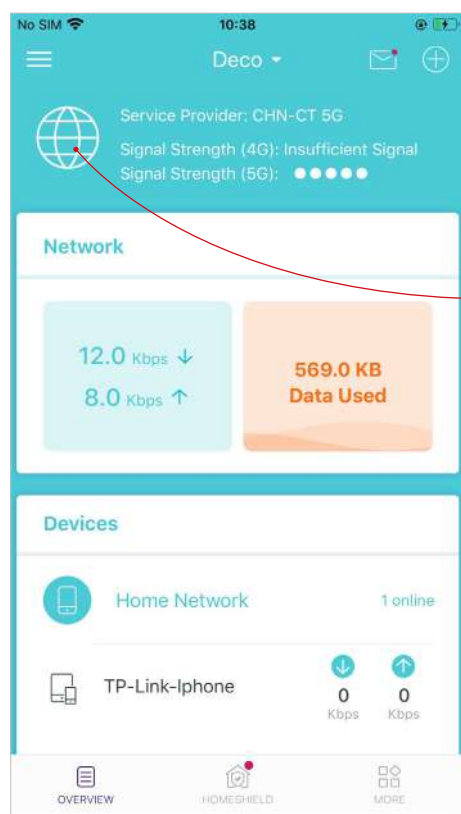 No SIM 10:38
Deco
Service Provider: CHN-CT 5G
Signal Strength (4G): Insufficient Signal
Signal Strength (5G):
Network
12.0 Kbps ↓
8.0 Kbps ↑
569.0 KB
Data Used
Devices
Home Network 1 online
TP-Link-Iphone
0 0
Kbps Kbps
OVERVIEW HOMESHIELD MORE